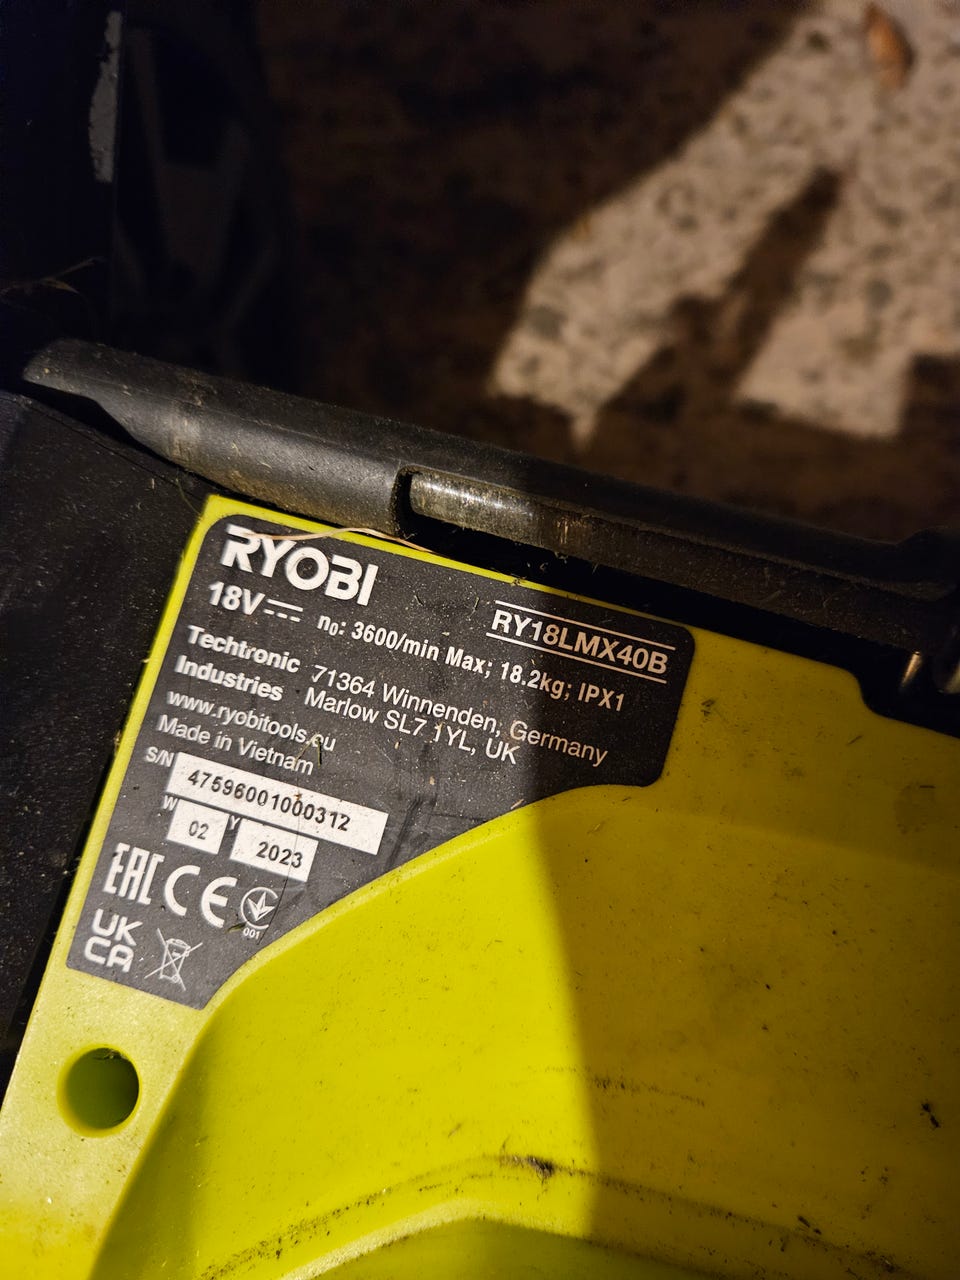 RYOBI
18V RY18LMX40B
n₀: 3600/min Max; 18.2kg; IPX1
Techtronic Industries
71364 Winnenden, Germany
Marlow SL7 1YL, UK
www.ryobitools.eu
Made in Vietnam
S/N 47596001000312
W 02 Y 2023
EAC CE 001
UK CA